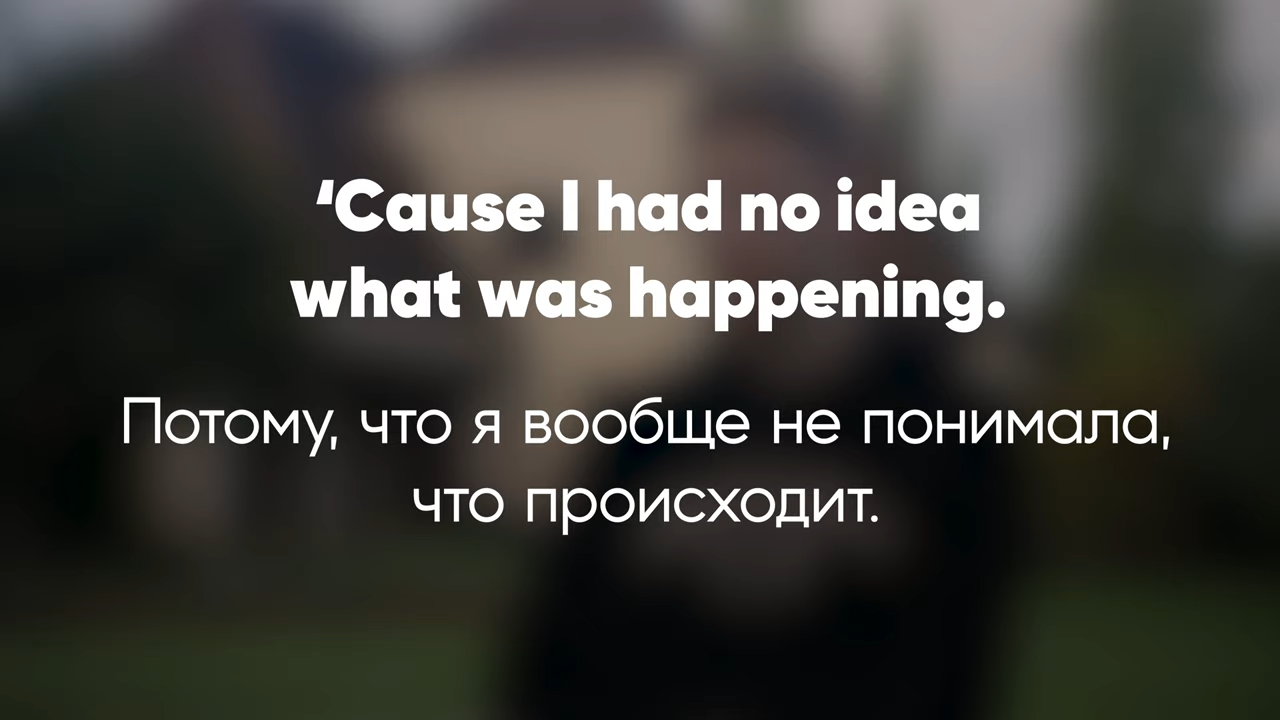 ‘Cause I had no idea
what was happening.
Потому, что я вообще не понимала,
что происходит.